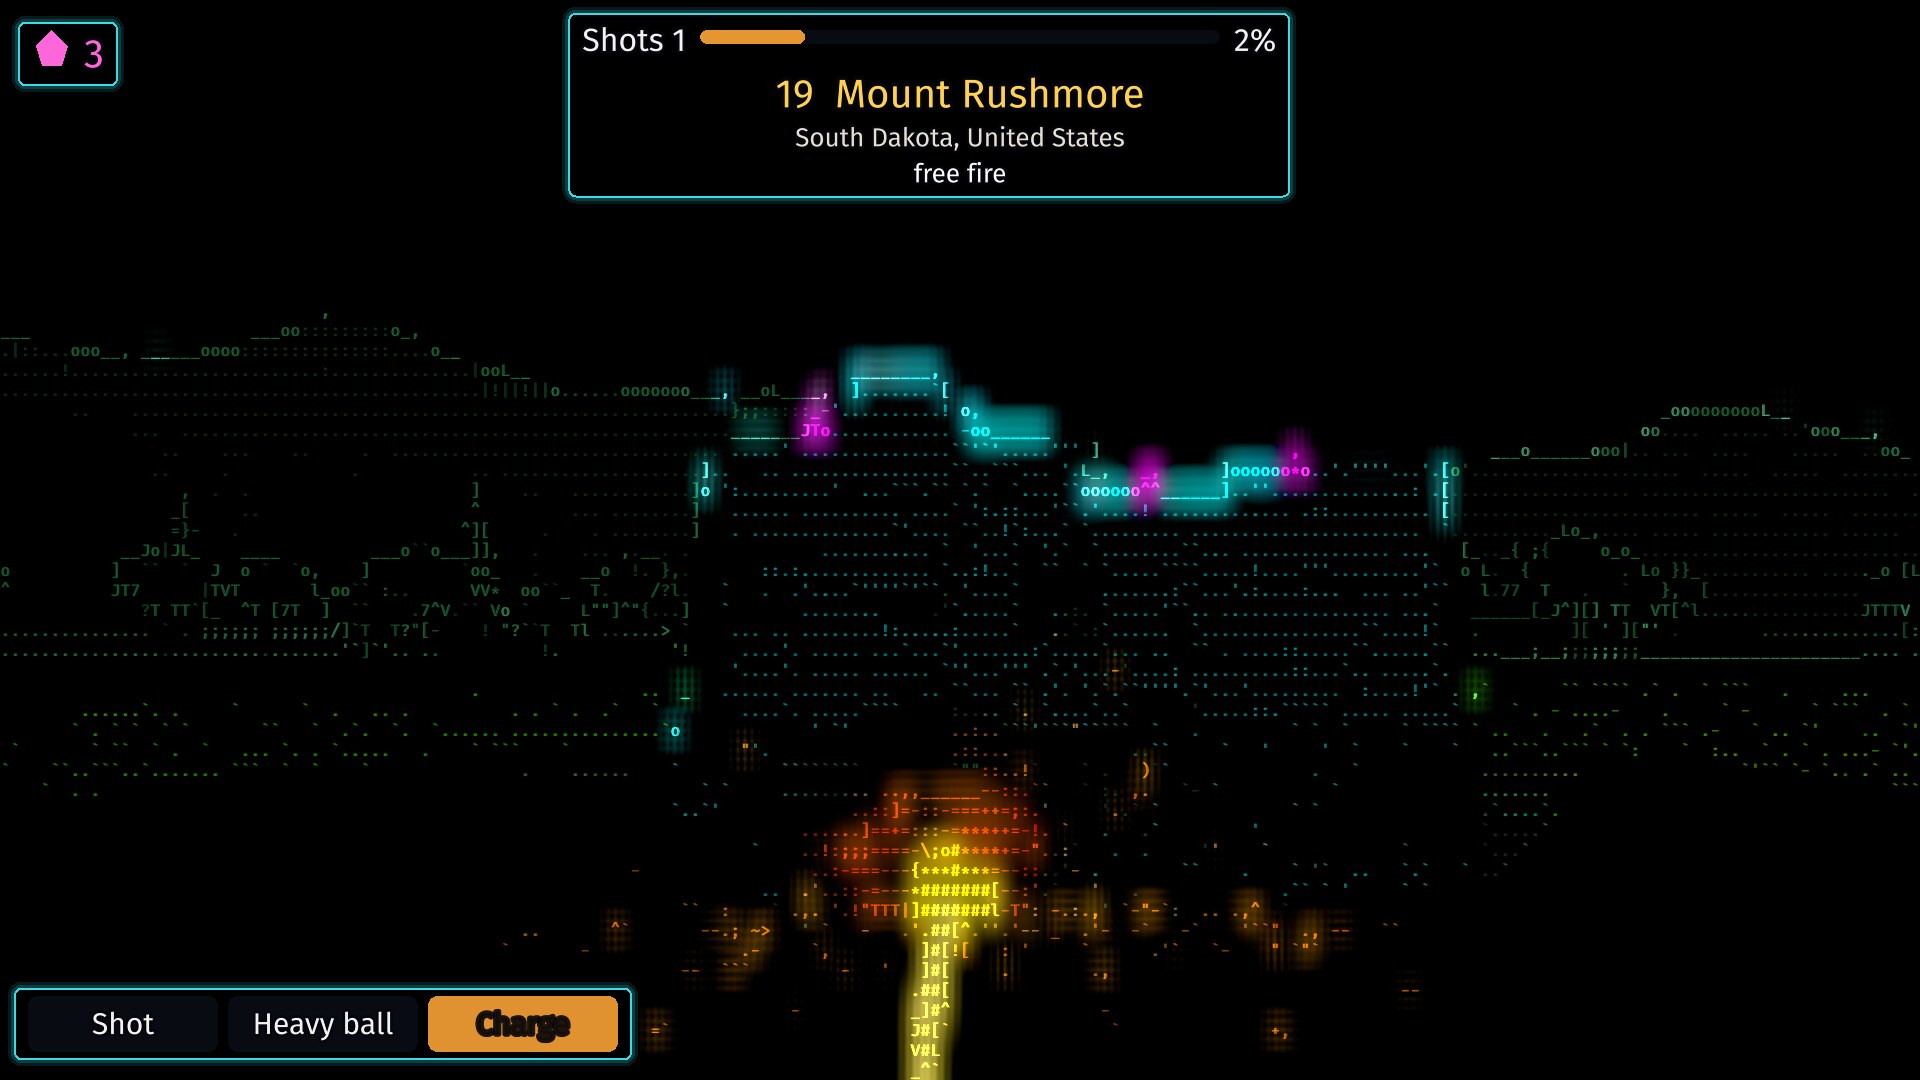 3
Shots 1 2%
19 Mount Rushmore
South Dakota, United States
free fire
Shot Heavy ball Charge